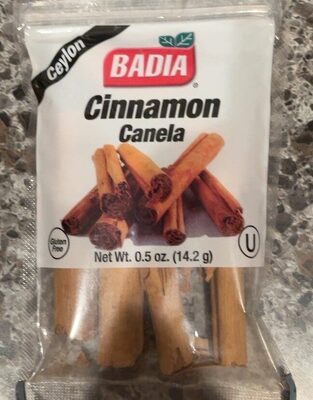 Ceylon
BADIA
®
Cinnamon
Canela
Gluten
Free
U
Net Wt. 0.5 oz. (14.2 g)